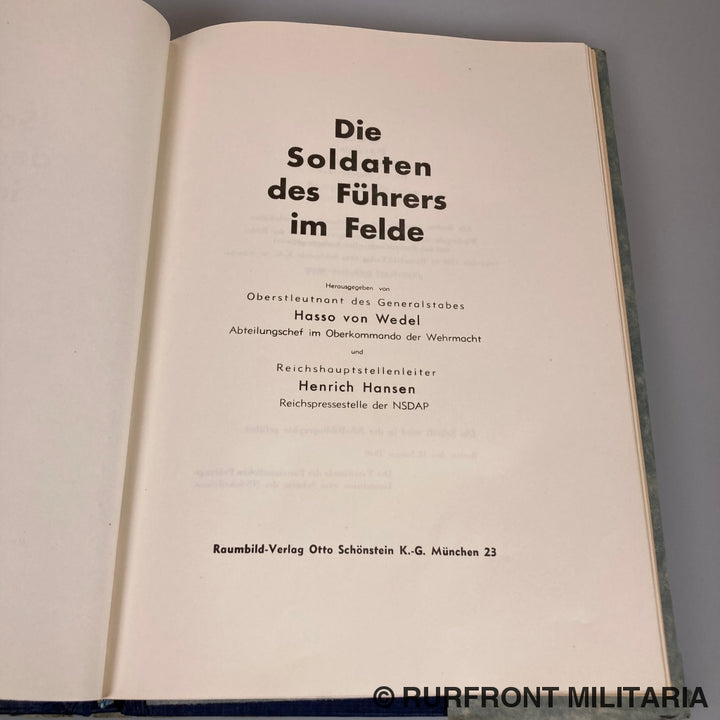 Die
Soldaten
des Führers
im Felde
Herausgegeben von
Oberstleutnant des Generalstabes
Hasso von Wedel
Abteilungschef im Oberkommando der Wehrmacht
und
Reichshauptstellenleiter
Henrich Hansen
Reichspressestelle der NSDAP
Raumbild-Verlag Otto Schönstein K.-G. München 23
© RURFRONT MILITARIA